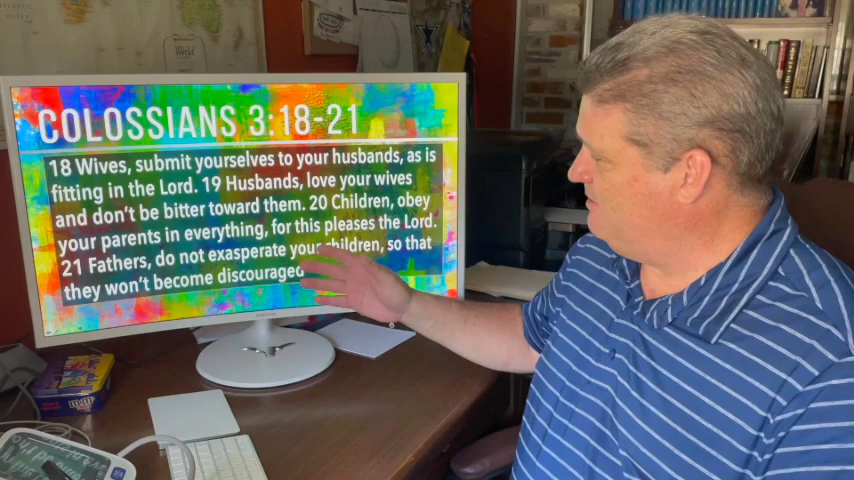 COLOSSIANS 3:18-21
18 Wives, submit yourselves to your husbands, as is
fitting in the Lord. 19 Husbands, love your wives
and don't be bitter toward them. 20 Children, obey
your parents in everything, for this pleases the Lord.
21 Fathers, do not exasperate your children, so that
they won't become discouraged
SAMSUNG
World